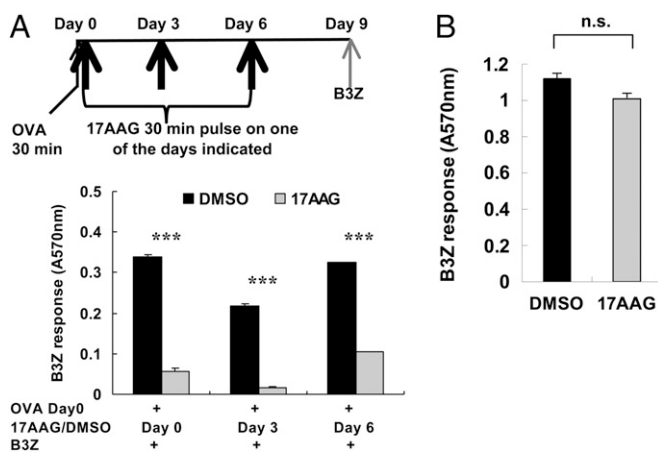 A
Day 0 Day 3 Day 6 Day 9
B3Z
OVA
30 min
17AAG 30 min pulse on one
of the days indicated
B3Z response (A570nm)
0.5
0.4
0.3
0.2
0.1
0
DMSO 17AAG
*** *** ***
OVA Day0 + + +
17AAG/DMSO Day 0 Day 3 Day 6
B3Z + + +
B
n.s.
B3Z response (A570nm)
1.2
1
0.8
0.6
0.4
0.2
0
DMSO 17AAG